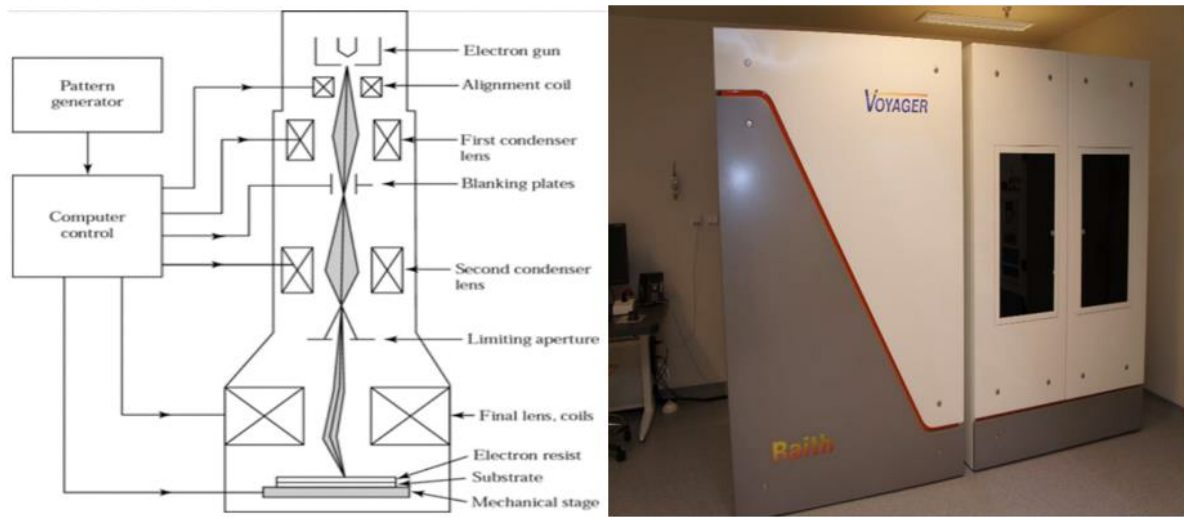 Pattern
generator
Computer
control
Electron gun
Alignment coil
First condenser
lens
Blanking plates
Second condenser
lens
Limiting aperture
Final lens, coils
Electron resist
Substrate
Mechanical stage
VOYAGER
Raith